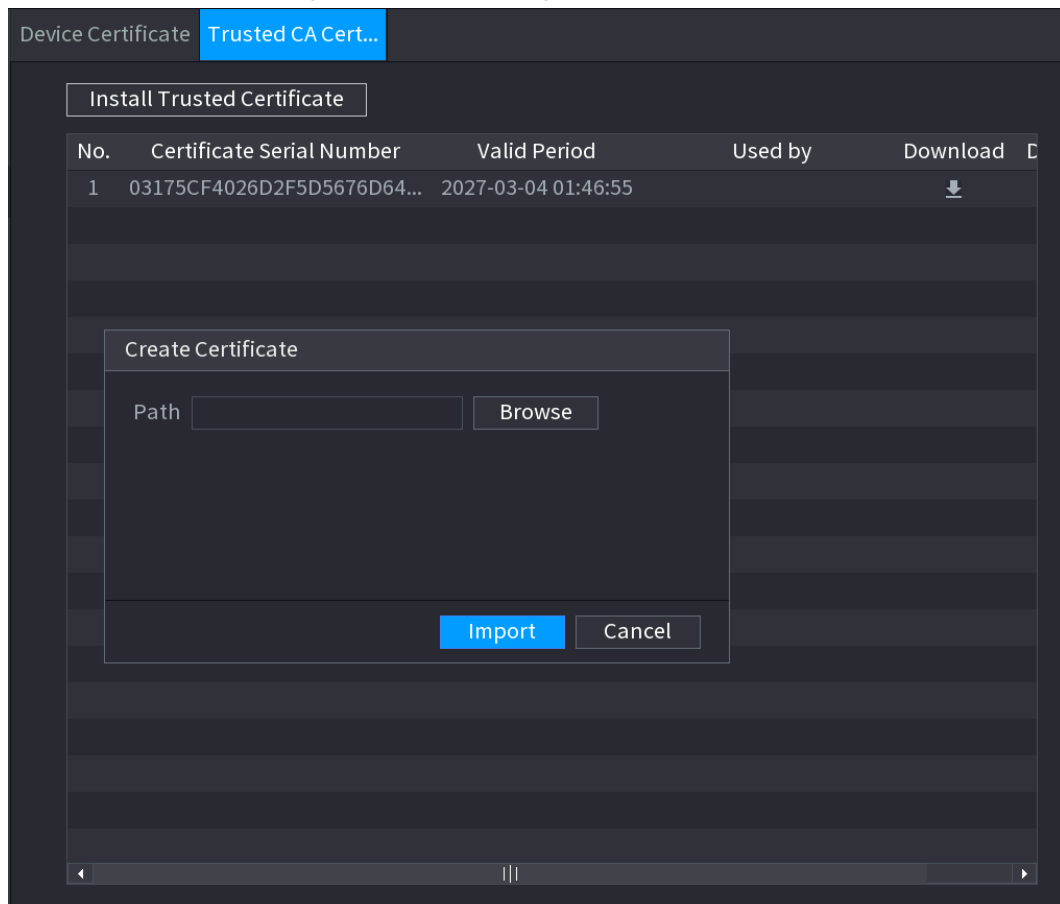 Device Certificate Trusted CA Cert...
Install Trusted Certificate
No. Certificate Serial Number Valid Period Used by Download D
1 03175CF4026D2F5D5676D64... 2027-03-04 01:46:55
Create Certificate
Path Browse
Import Cancel